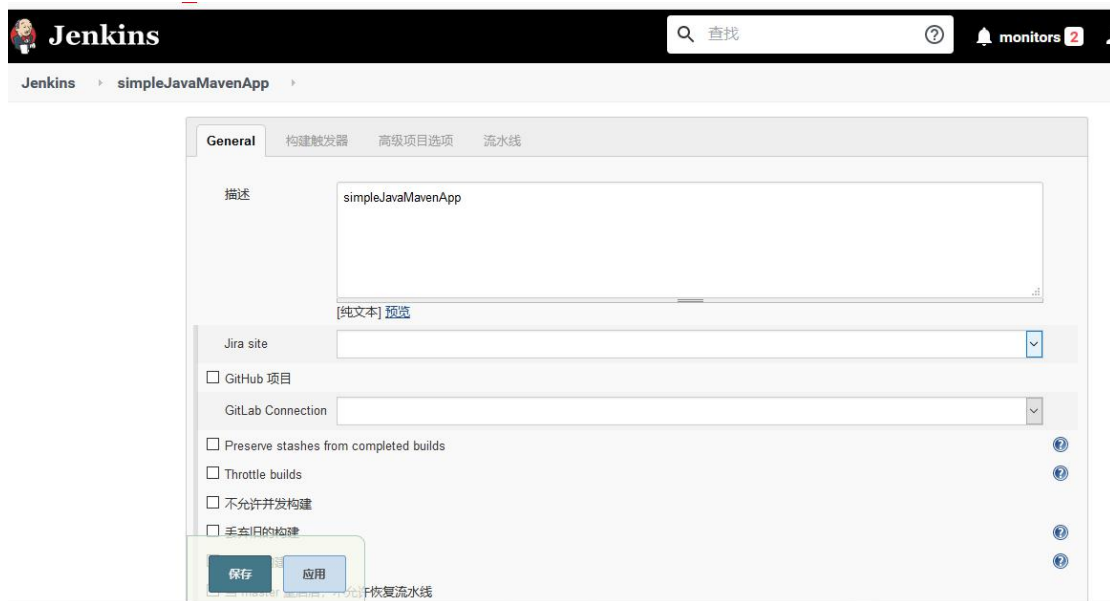 Jenkins
查找
monitors 2
Jenkins
simpleJavaMavenApp
General 构建触发器 高级项目选项 流水线
描述
simpleJavaMavenApp
[纯文本] 预览
Jira site
GitHub 项目
GitLab Connection
Preserve stashes from completed builds
Throttle builds
不允许并发构建
丢弃旧的构建
保存 应用
不允许恢复流水线